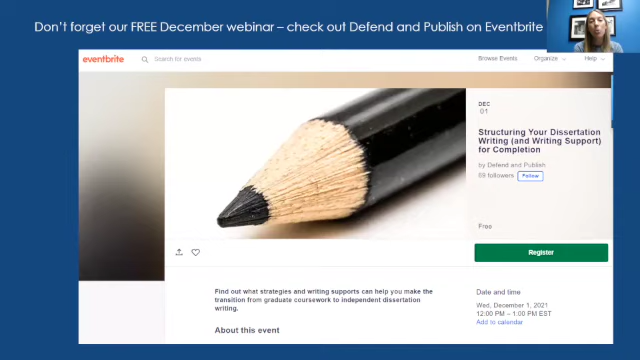 Don't forget our FREE December webinar – check out Defend and Publish on Eventbrite
eventbrite
Search for events
Browse Events
Organize
Help
DEC
01
Structuring Your Dissertation
Writing (and Writing Support)
for Completion
by Defend and Publish
69 followers
Follow
Free
Register
Find out what strategies and writing supports can help you make the
transition from graduate coursework to independent dissertation
writing.
About this event
Date and time
Wed, December 1, 2021
12:00 PM – 1:00 PM EST
Add to calendar